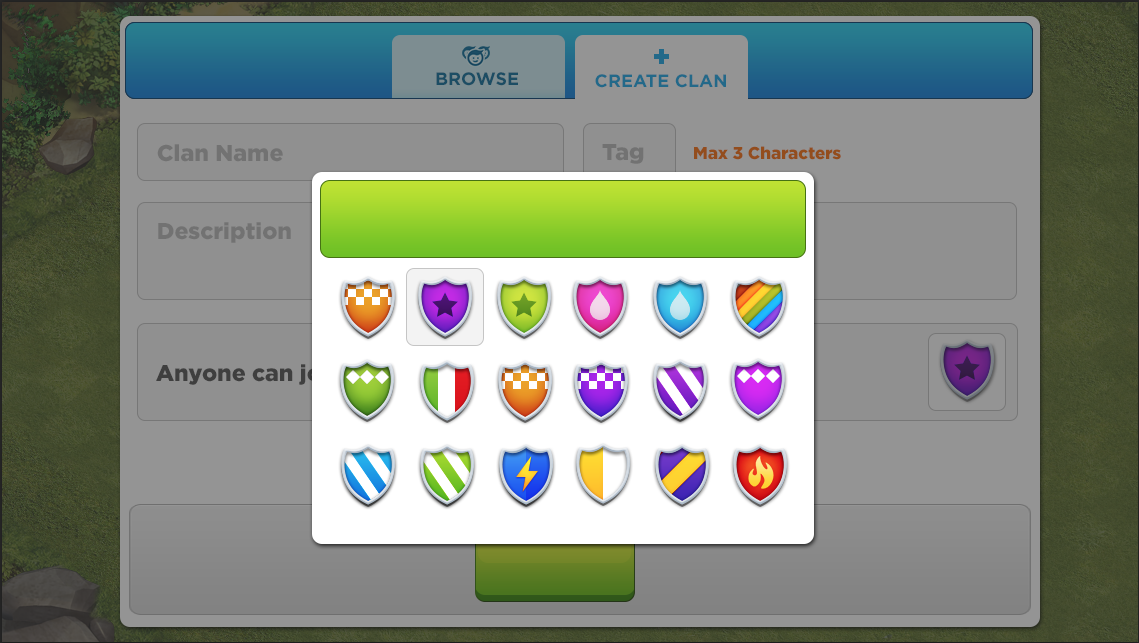 BROWSE
CREATE CLAN
Clan Name
Tag
Max 3 Characters
Description
Anyone can jo